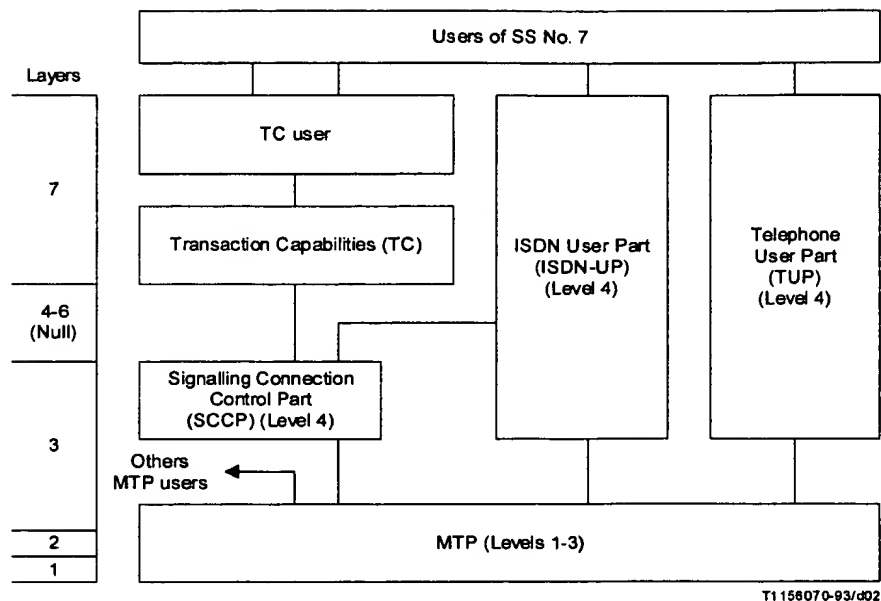 Users of SS No. 7
Layers
TC user
7
Transaction Capabilities (TC)
ISDN User Part
(ISDN-UP)
(Level 4)
Telephone
User Part
(TUP)
(Level 4)
4-6
(Null)
Signalling Connection
Control Part
(SCCP) (Level 4)
3
Others
MTP users
2
MTP (Levels 1-3)
1
T1156070-93/d02